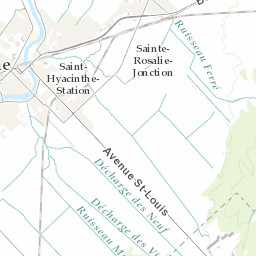 Sainte-
Rosalie-
Jonction
Ruisseau Ferré
Saint-
Hyacinthe-
Station
Avenue St-Louis
Décharge des Neuf
Décharge des
Ruisseau